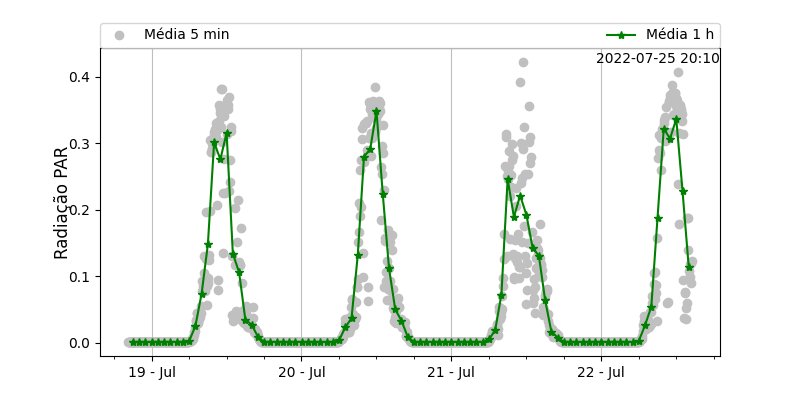 Média 5 min
Média 1 h
2022-07-25 20:10
Radiação PAR
0.4
0.3
0.2
0.1
0.0
19 - Jul
20 - Jul
21 - Jul
22 - Jul